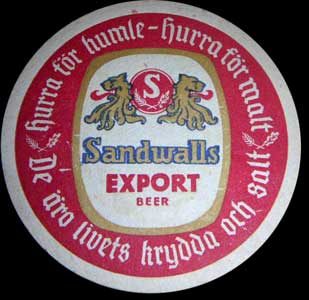 Hurra för humle - Hurra för malt
De äro livets krydda och salt
S
Sandwalls
EXPORT
BEER